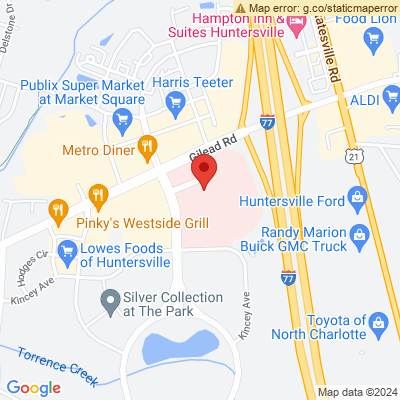 Map error: g.co/staticmaperror
Delstone Dr
Hampton Inn &
Suites Huntersville
Statesville Rd
Food Lion
Publix Super Market
at Market Square
Harris Teeter
ALDI
77
Gilead Rd
Metro Diner
21
Pinky's Westside Grill
Huntersville Ford
Lowes Foods
of Huntersville
Randy Marion
Buick GMC Truck
Hodges Cir
Kincey Ave
77
Silver Collection
at The Park
Kincey Ave
Toyota of
North Charlotte
Torrence Creek
Google
Map data ©2024